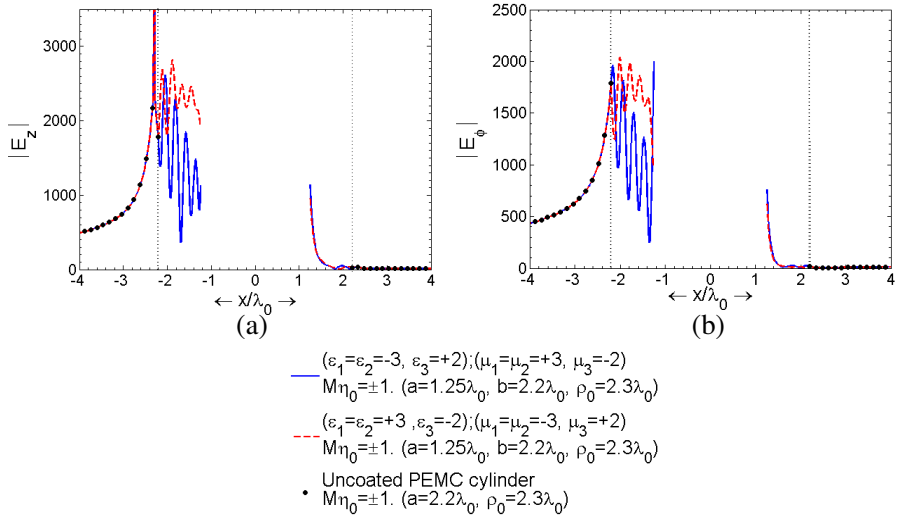 3000
2000
1000
0
| E_z |
-4 -3 -2 -1 0 1 2 3 4
← x/λ_0 →
(a)
2500
2000
1500
1000
500
0
| E_ϕ |
-4 -3 -2 -1 0 1 2 3 4
← x/λ_0 →
(b)
(ε_1=ε_2=-3, ε_3=+2);(μ_1=μ_2=+3, μ_3=-2)
Mη_0=±1. (a=1.25λ_0, b=2.2λ_0, ρ_0=2.3λ_0)
(ε_1=ε_2=+3 ,ε_3=-2);(μ_1=μ_2=-3, μ_3=+2)
Mη_0=±1. (a=1.25λ_0, b=2.2λ_0, ρ_0=2.3λ_0)
Uncoated PEMC cylinder
Mη_0=±1. (a=2.2λ_0, ρ_0=2.3λ_0)